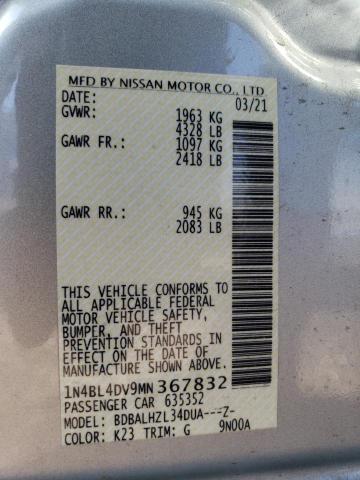 MFD BY NISSAN MOTOR CO., LTD
DATE: 03/21
GVWR: 1963 KG
4328 LB
GAWR FR.: 1097 KG
2418 LB
GAWR RR.: 945 KG
2083 LB
THIS VEHICLE CONFORMS TO
ALL APPLICABLE FEDERAL
MOTOR VEHICLE SAFETY,
BUMPER, AND THEFT
PREVENTION STANDARDS IN
EFFECT ON THE DATE OF
MANUFACTURE SHOWN ABOVE.
1N4BL4DV9MN367832
PASSENGER CAR 635352
MODEL: BDBALHZL34DUA---Z-
COLOR: K23 TRIM: G 9N00A